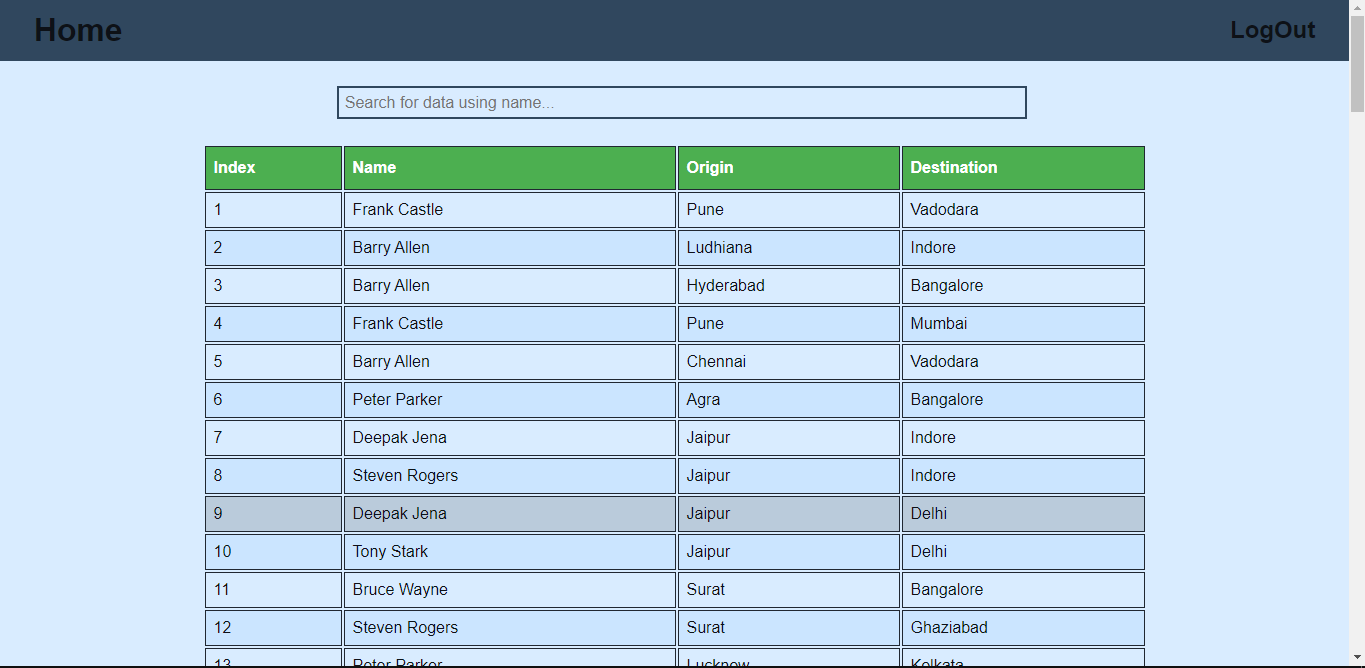 Home LogOut
Search for data using name...
Index Name Origin Destination
1 Frank Castle Pune Vadodara
2 Barry Allen Ludhiana Indore
3 Barry Allen Hyderabad Bangalore
4 Frank Castle Pune Mumbai
5 Barry Allen Chennai Vadodara
6 Peter Parker Agra Bangalore
7 Deepak Jena Jaipur Indore
8 Steven Rogers Jaipur Indore
9 Deepak Jena Jaipur Delhi
10 Tony Stark Jaipur Delhi
11 Bruce Wayne Surat Bangalore
12 Steven Rogers Surat Ghaziabad
13 Peter Parker Lucknow Kolkata